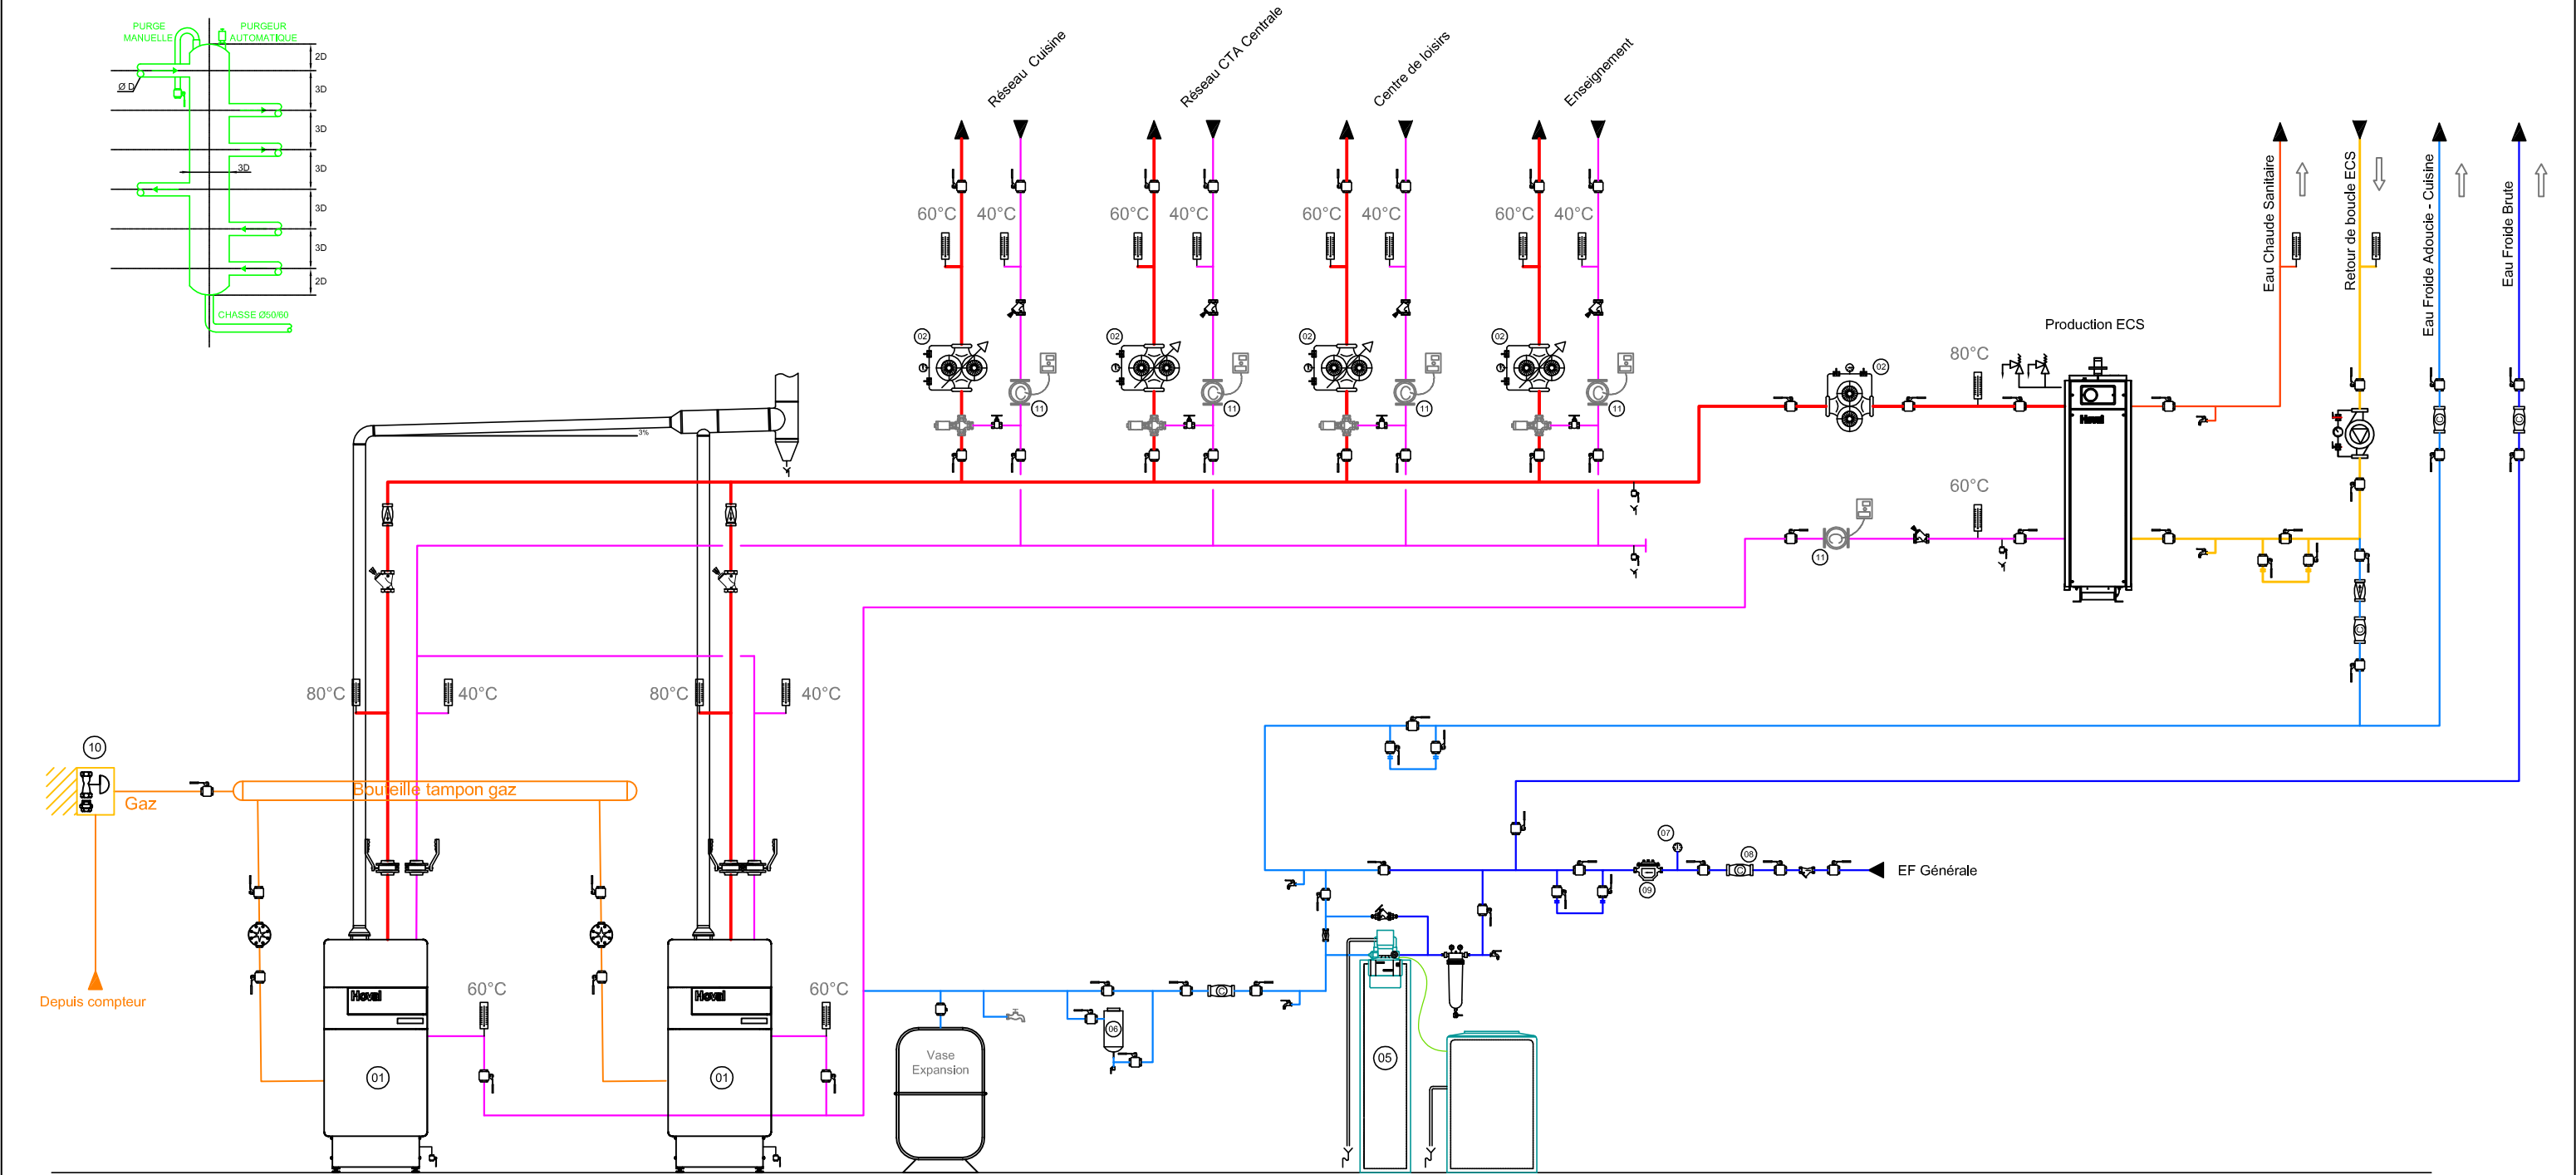 PURGE
MANUELLE
PURGEUR
AUTOMATIQUE
2D
Ø D
3D
3D
3D
3D
3D
3D
2D
CHASSE Ø50/60
Réseau Cuisine
Réseau CTA Centrale
Centre de loisirs
Enseignement
60°C
40°C
60°C
40°C
60°C
40°C
60°C
40°C
02
02
02
02
11
11
11
11
3%
Eau Chaude Sanitaire
Retour de boucle ECS
Eau Froide Adoucie - Cuisine
Eau Froide Brute
Production ECS
80°C
02
Hoval
60°C
11
80°C
40°C
80°C
40°C
10
Gaz
Bouteille tampon gaz
Depuis compteur
Hoval
Hoval
60°C
60°C
01
01
Vase
Expansion
06
05
07
08
09
EF Générale